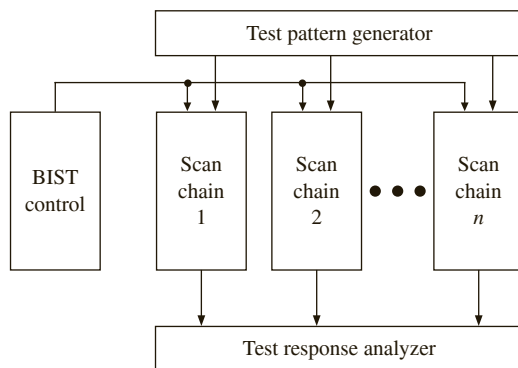 Test pattern generator
BIST
control
Scan
chain
1
Scan
chain
2
Scan
chain
n
Test response analyzer